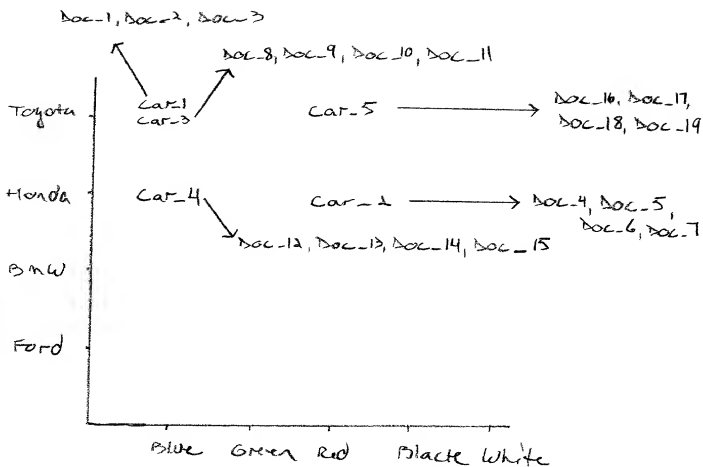 Doc_1, Doc_2, Doc_3
Doc_8, Doc_9, Doc_10, Doc_11
Toyota
Car_1
Car_3
Car_5
Doc_16, Doc_17,
Doc_18, Doc_19
Honda
Car_4
Car_2
Doc_4, Doc_5,
Doc_6, Doc_7
Doc_12, Doc_13, Doc_14, Doc_15
BMW
Ford
Blue Green Red Black White